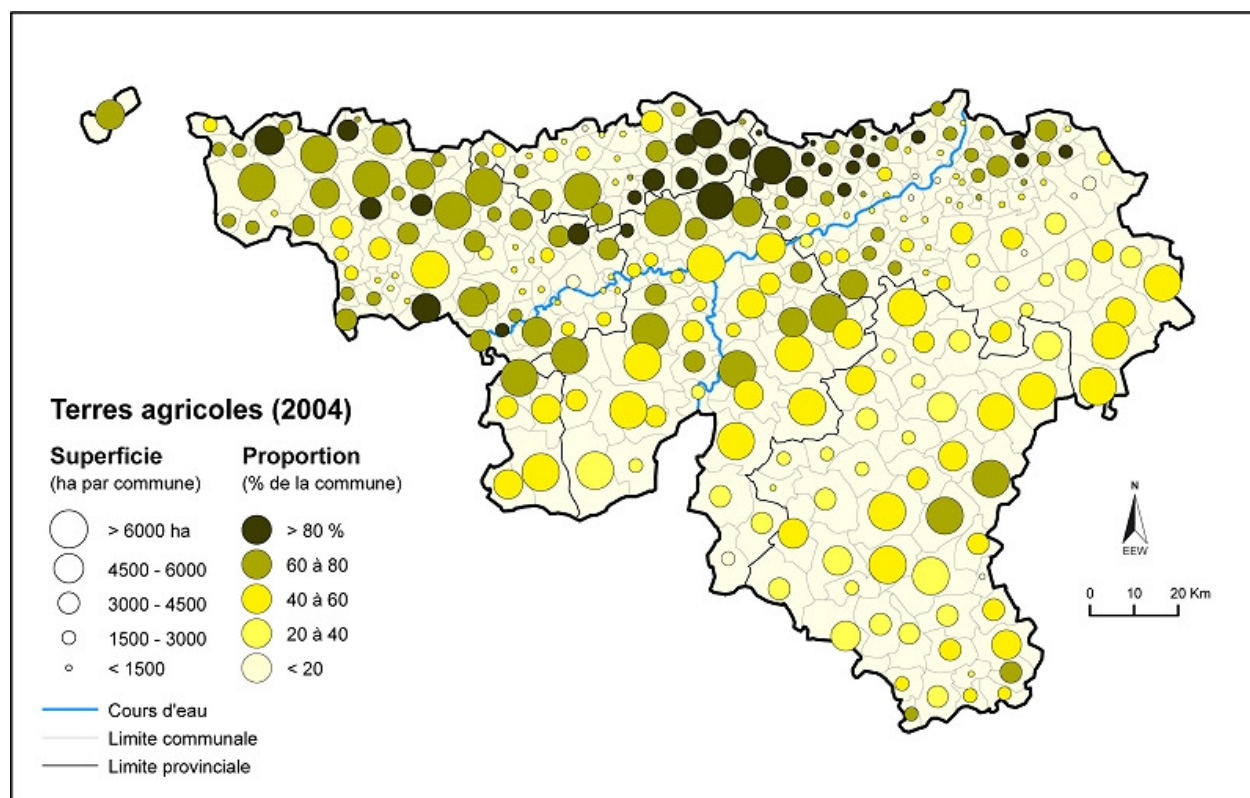 Terres agricoles (2004)
Superficie
(ha par commune)
> 6000 ha
4500 - 6000
3000 - 4500
1500 - 3000
< 1500
Proportion
(% de la commune)
> 80 %
60 à 80
40 à 60
20 à 40
< 20
Cours d'eau
Limite communale
Limite provinciale
N
EEW
0 10 20 Km